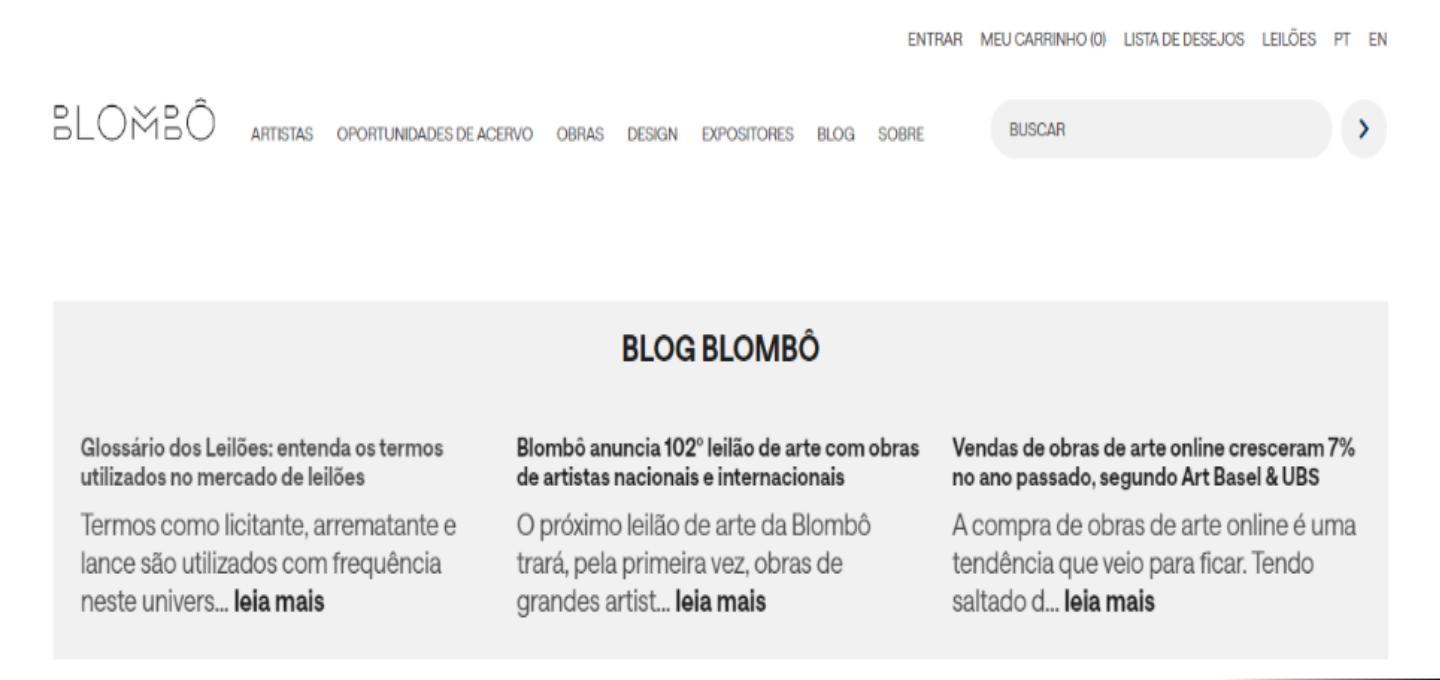 ENTRAR MEU CARRINHO (0) LISTA DE DESEJOS LEILÕES PT EN
BLOMBÔ ARTISTAS OPORTUNIDADES DE ACERVO OBRAS DESIGN EXPOSITORES BLOG SOBRE BUSCAR
BLOG BLOMBÔ
Glossário dos Leilões: entenda os termos
utilizados no mercado de leilões
Termos como licitante, arrematante e
lance são utilizados com frequência
neste univers... leia mais
Blombô anuncia 102º leilão de arte com obras
de artistas nacionais e internacionais
O próximo leilão de arte da Blombô
trará, pela primeira vez, obras de
grandes artist... leia mais
Vendas de obras de arte online cresceram 7%
no ano passado, segundo Art Basel & UBS
A compra de obras de arte online é uma
tendência que veio para ficar. Tendo
saltado d... leia mais